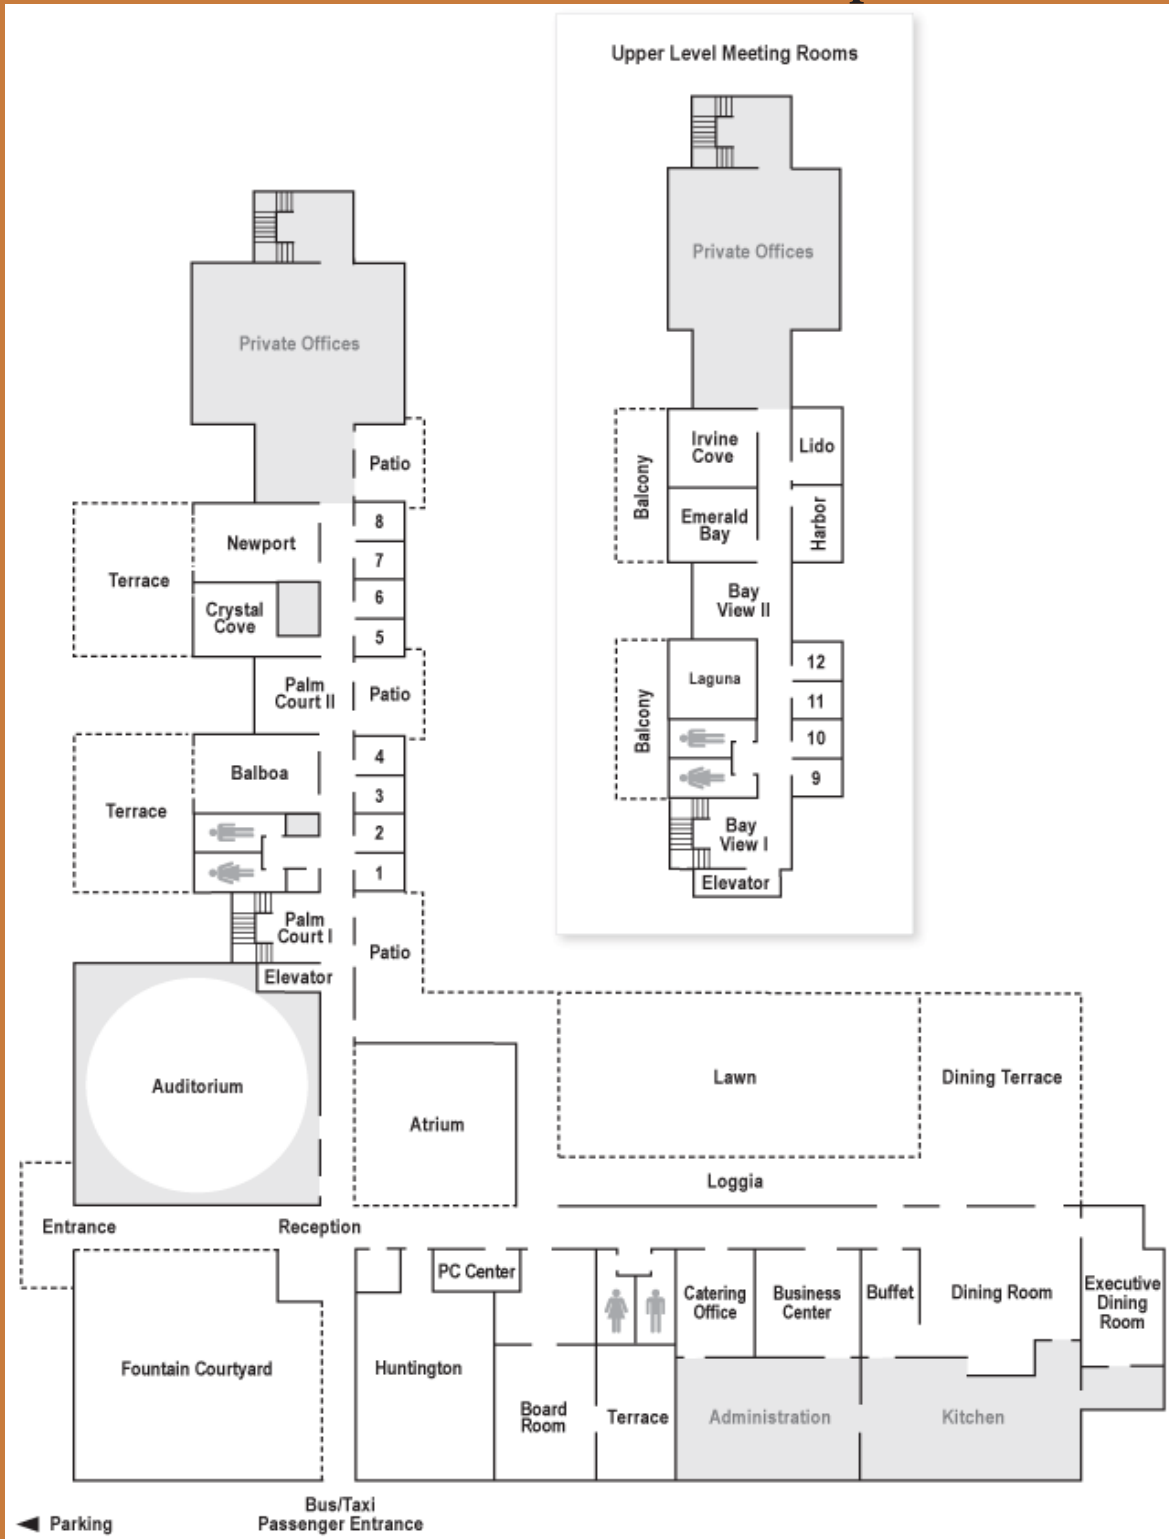 Upper Level Meeting Rooms
Private Offices
Irvine
Cove
Lido
Balcony
Emerald
Bay
Harbor
Bay
View II
Laguna
12
11
Balcony
10
9
Bay
View I
Elevator
Private Offices
Patio
8
Newport
7
Terrace
6
Crystal
Cove
5
Palm
Court II
Patio
4
Balboa
3
Terrace
2
1
Palm
Court I
Patio
Elevator
Auditorium
Atrium
Lawn
Dining Terrace
Loggia
Entrance
Reception
PC Center
Catering
Office
Business
Center
Buffet
Dining Room
Executive
Dining
Room
Fountain Courtyard
Huntington
Board
Room
Terrace
Administration
Kitchen
Bus/Taxi
Passenger Entrance
Parking